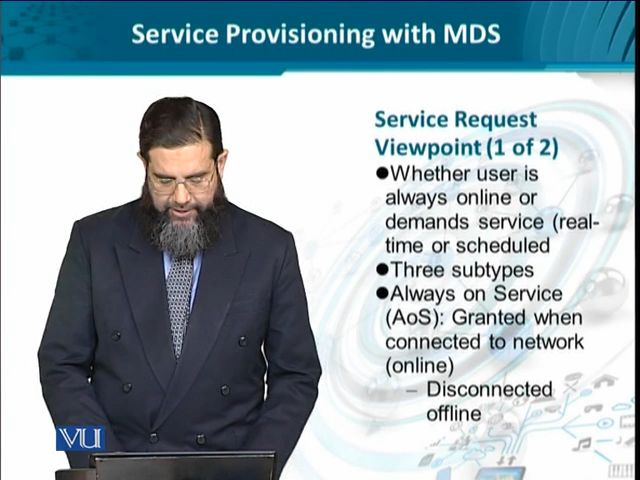 Service Provisioning with MDS
Service Request
Viewpoint (1 of 2)
●Whether user is
always online or
demands service (real-
time or scheduled
●Three subtypes
●Always on Service
(AoS): Granted when
connected to network
(online)
– Disconnected
offline
VU